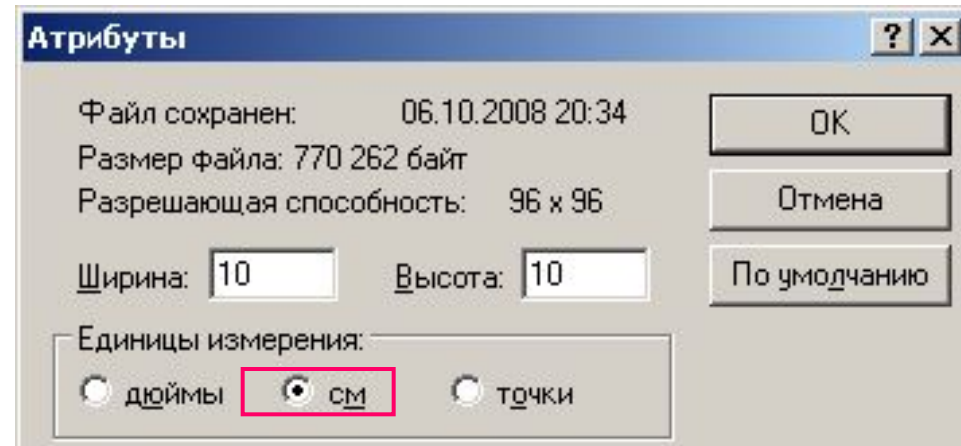 Атрибуты
Файл сохранен: 06.10.2008 20:34
OK
Размер файла: 770 262 байт
Разрешающая способность: 96 x 96
Отмена
Ширина: 10 Высота: 10
По умолчанию
Единицы измерения:
дюймы см точки